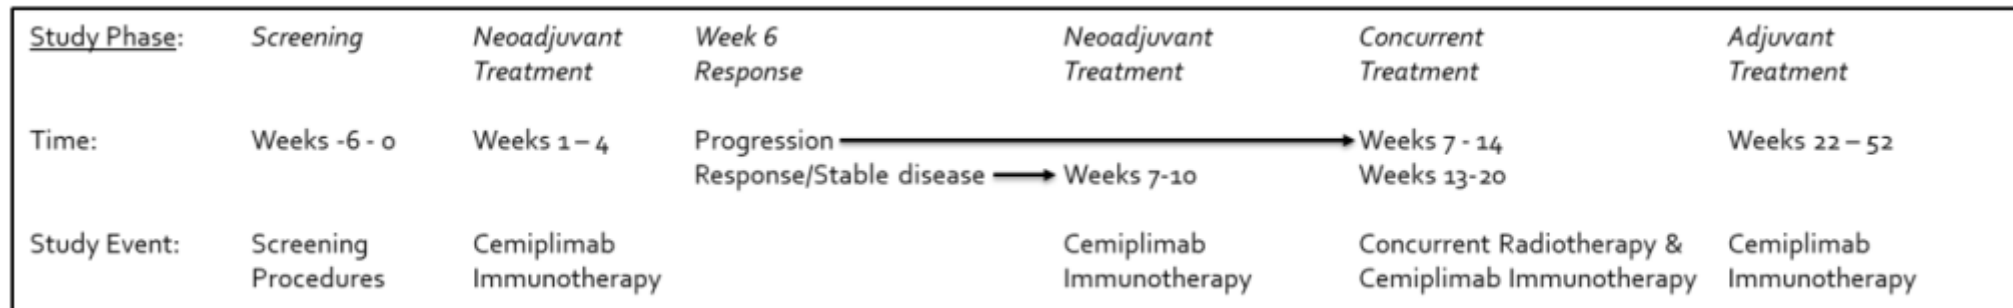 Study Phase: Screening Neoadjuvant Week 6 Neoadjuvant Concurrent Adjuvant
Treatment Response Treatment Treatment Treatment
Time: Weeks -6 - 0 Weeks 1 – 4 Progression Weeks 7 - 14 Weeks 22 – 52
Response/Stable disease Weeks 7-10 Weeks 13-20
Study Event: Screening Cemiplimab Cemiplimab Concurrent Radiotherapy & Cemiplimab
Procedures Immunotherapy Immunotherapy Cemiplimab Immunotherapy Immunotherapy